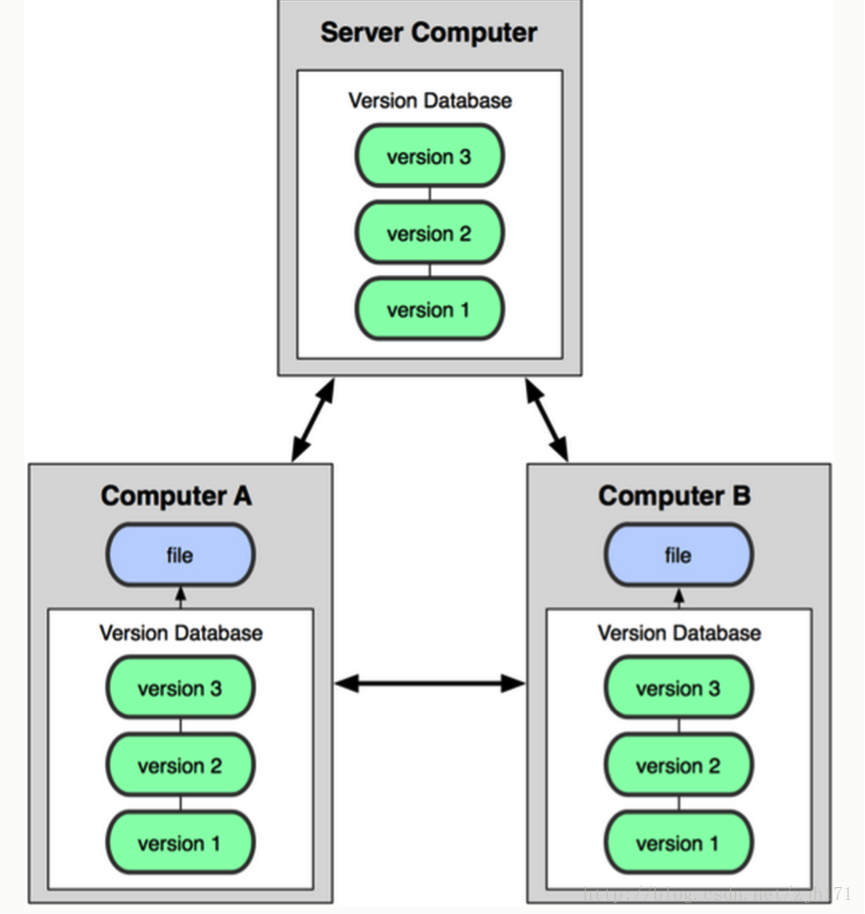 Server Computer
Version Database
version 3
version 2
version 1
Computer A
file
Version Database
version 3
version 2
version 1
Computer B
file
Version Database
version 3
version 2
version 1
http://blog.csdn.net/zjh171